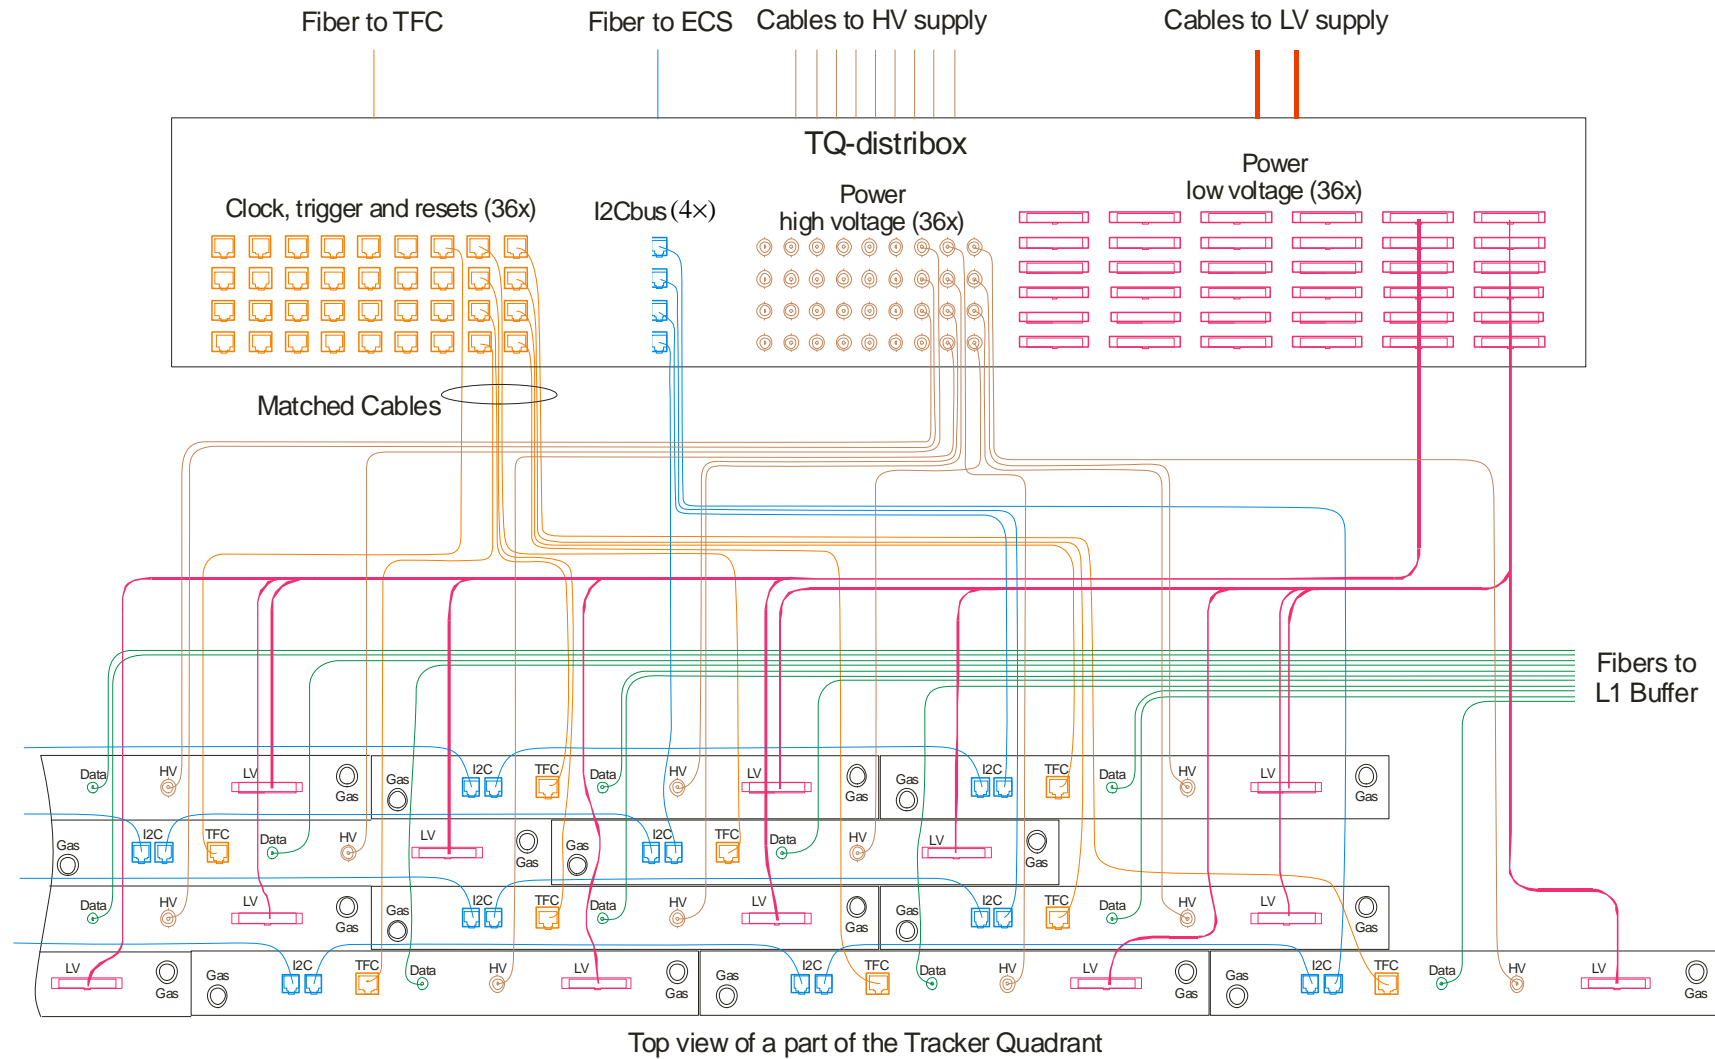 Fiber to TFC
Fiber to ECS
Cables to HV supply
Cables to LV supply
TQ-distribox
Clock, trigger and resets (36x)
I2Cbus (4×)
Power
high voltage (36x)
Power
low voltage (36x)
Matched Cables
Fibers to
L1 Buffer
Data
HV
LV
Gas
Gas
I2C
TFC
Data
HV
LV
Gas
Gas
I2C
TFC
Data
HV
LV
Gas
Gas
I2C
TFC
Data
HV
LV
Gas
Gas
I2C
TFC
Data
HV
LV
Gas
Data
HV
LV
Gas
Gas
I2C
TFC
Data
HV
LV
Gas
Gas
I2C
TFC
Data
HV
LV
Gas
LV
Gas
Gas
I2C
TFC
Data
HV
LV
Gas
Gas
I2C
TFC
Data
HV
LV
Gas
Gas
I2C
TFC
Data
HV
LV
Gas
Top view of a part of the Tracker Quadrant